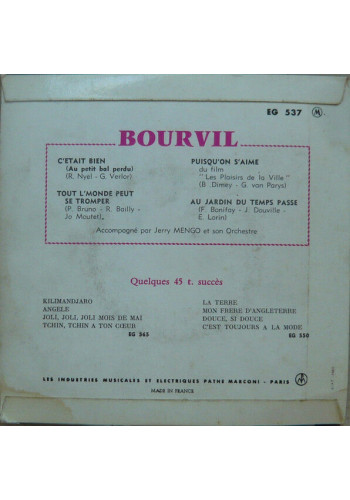 EG 537 M
BOURVIL
C'ETAIT BIEN
(Au petit bal perdu)
(R. Nyel - G. Verlor)
TOUT L'MONDE PEUT
SE TROMPER
(P. Bruno - R. Bailly -
Jo Moutet)
PUISQU'ON S'AIME
du film
"Les Plaisirs de la Ville"
(B. Dimey - G. van Parys)
AU JARDIN DU TEMPS PASSE
(F. Bonifay - J. Douville -
E. Lorin)
Accompagné par Jerry MENGO et son Orchestre
Quelques 45 t. succès
KILIMANDJARO
ANGELE
JOLI, JOLI, JOLI MOIS DE MAI
TCHIN, TCHIN A TON CŒUR
EG 365
LA TERRE
MON FRERE D'ANGLETERRE
DOUCE, SI DOUCE
C'EST TOUJOURS A LA MODE
EG 550
LES INDUSTRIES MUSICALES ET ELECTRIQUES PATHE MARCONI - PARIS
MADE IN FRANCE